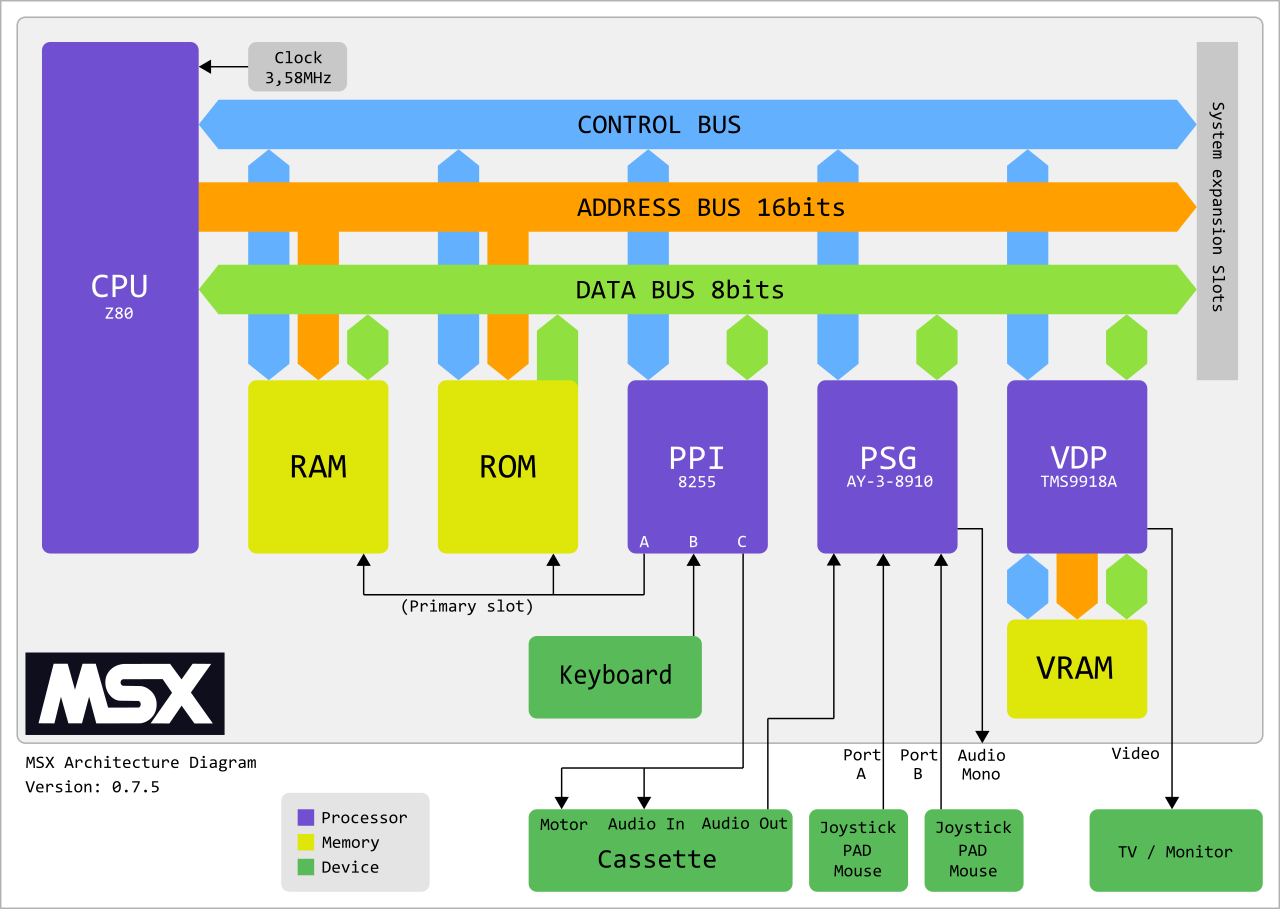 Clock
3,58MHz
CONTROL BUS
ADDRESS BUS 16bits
DATA BUS 8bits
System expansion Slots
CPU
Z80
RAM
ROM
PPI
8255
A B C
PSG
AY-3-8910
VDP
TMS9918A
(Primary slot)
Keyboard
VRAM
MSX
MSX Architecture Diagram
Version: 0.7.5
Port
A
Port
B
Audio
Mono
Video
Processor
Memory
Device
Motor Audio In Audio Out
Cassette
Joystick
PAD
Mouse
Joystick
PAD
Mouse
TV / Monitor